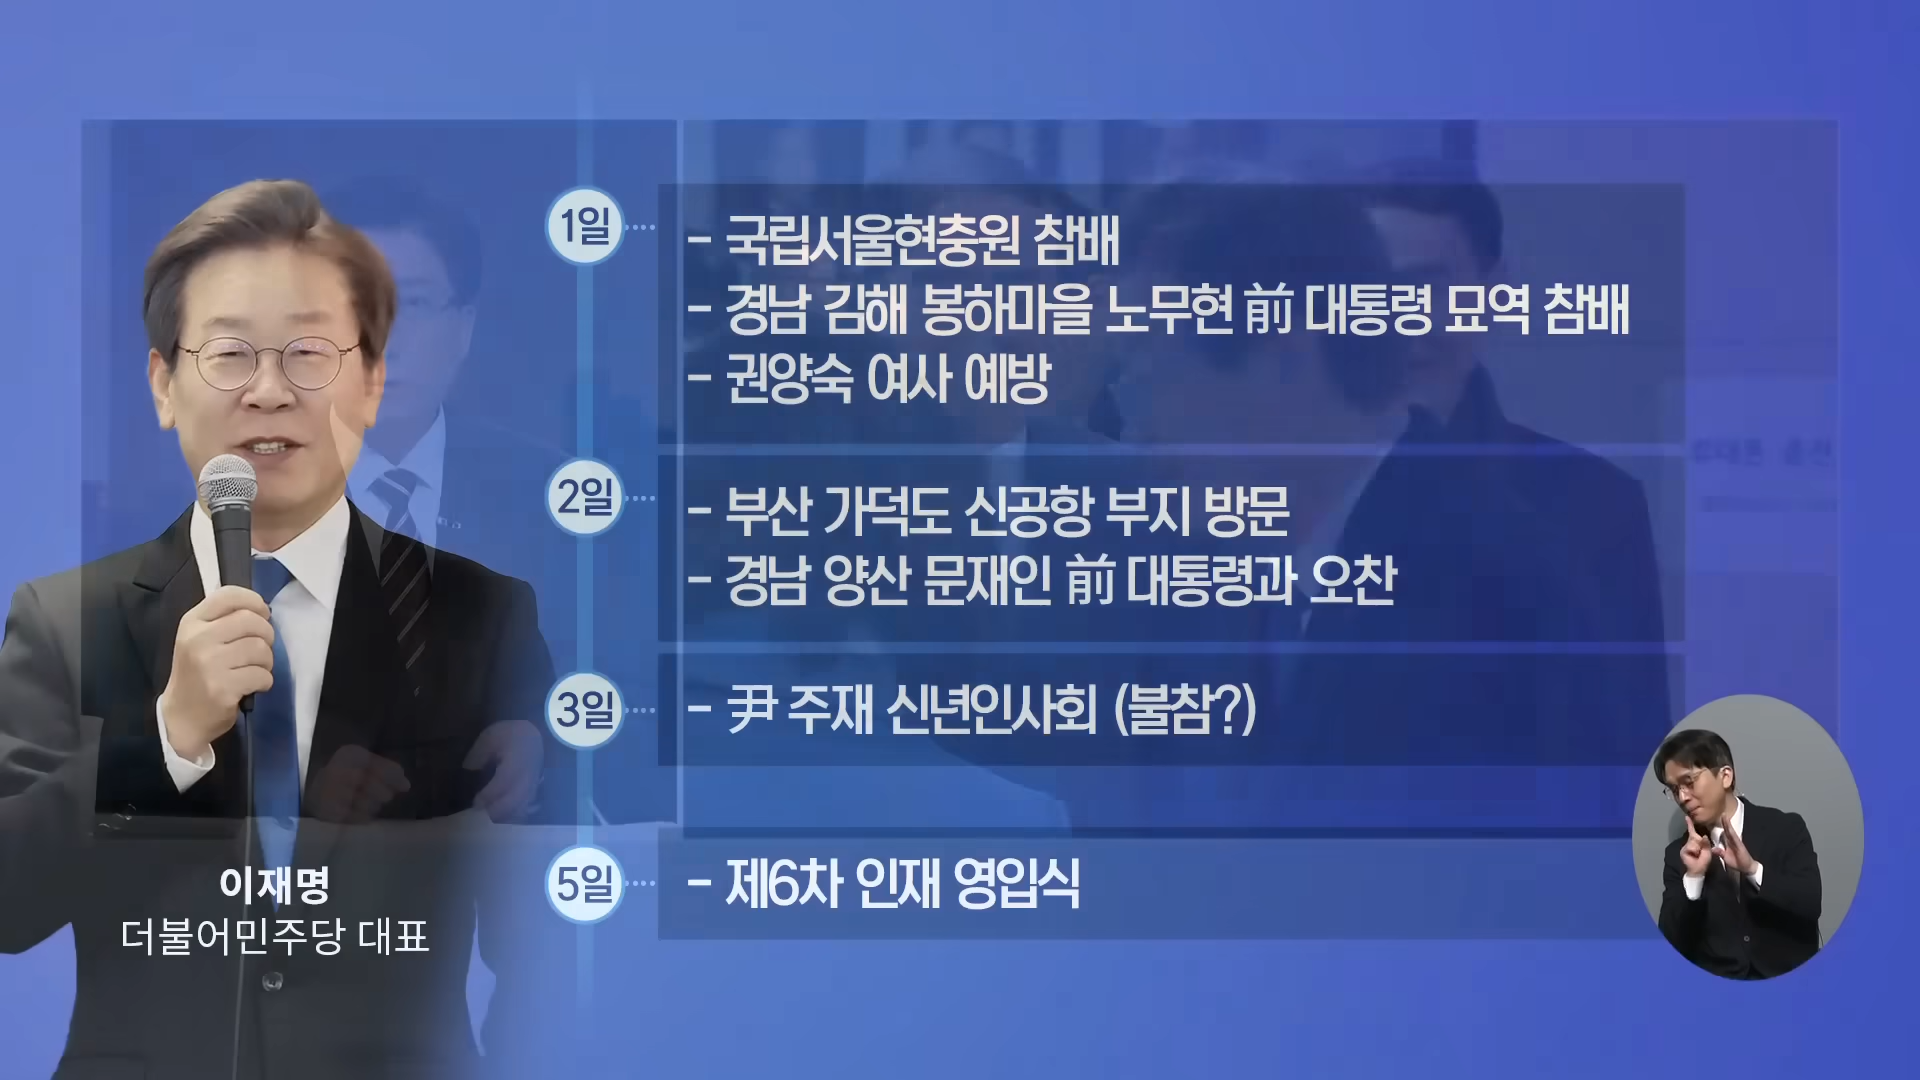 1일
- 국립서울현충원 참배
- 경남 김해 봉하마을 노무현 前 대통령 묘역 참배
- 권양숙 여사 예방
2일
- 부산 가덕도 신공항 부지 방문
- 경남 양산 문재인 前 대통령과 오찬
3일
- 尹 주재 신년인사회 (불참?)
5일
- 제6차 인재 영입식
이재명
더불어민주당 대표